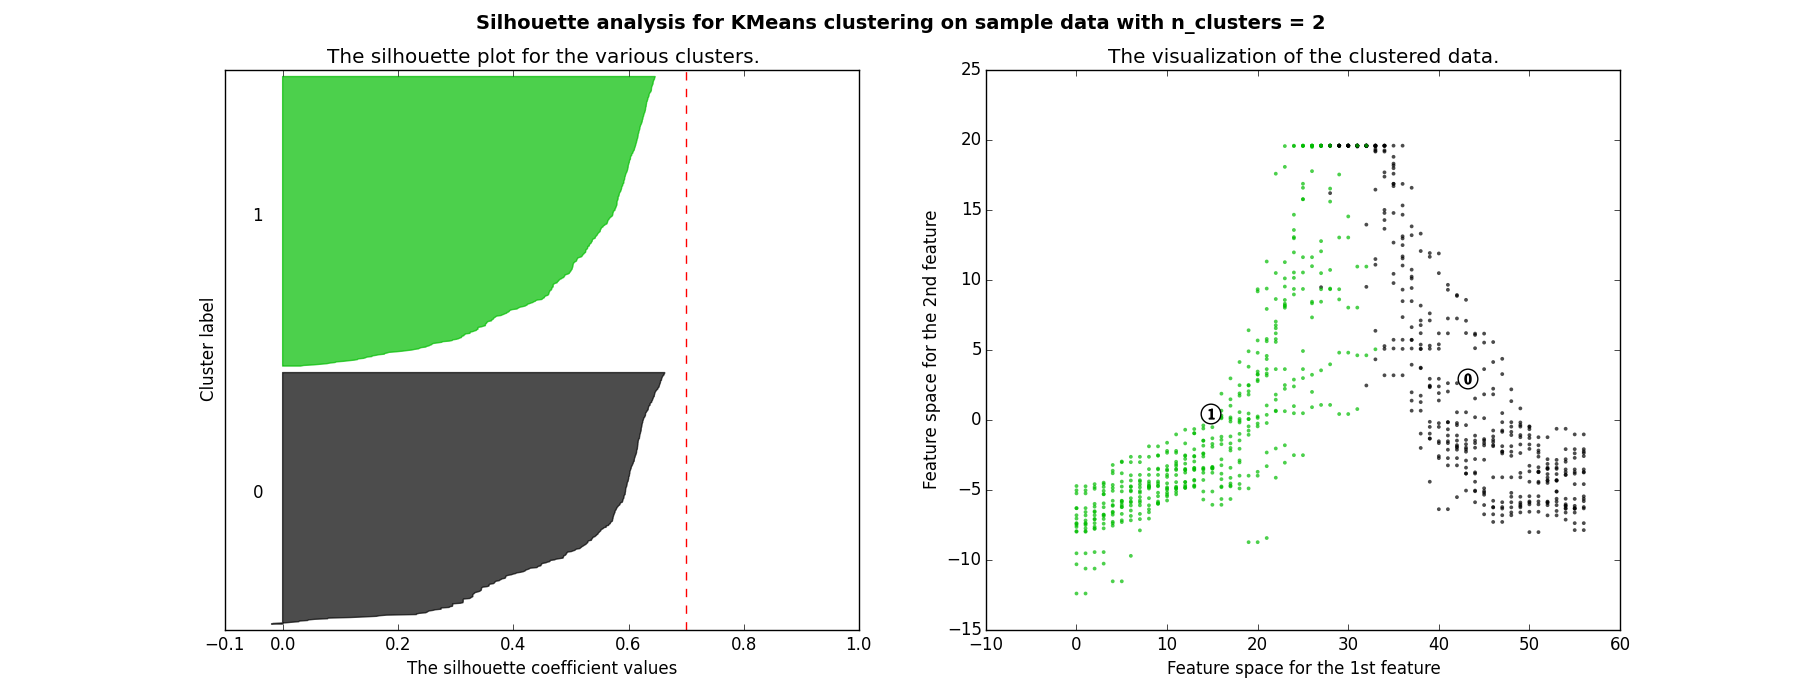 Silhouette analysis for KMeans clustering on sample data with n_clusters = 2
The silhouette plot for the various clusters.
Cluster label
1
0
−0.1 0.0 0.2 0.4 0.6 0.8 1.0
The silhouette coefficient values
The visualization of the clustered data.
Feature space for the 2nd feature
25
20
15
10
5
0
−5
−10
−15
0
1
−10 0 10 20 30 40 50 60
Feature space for the 1st feature